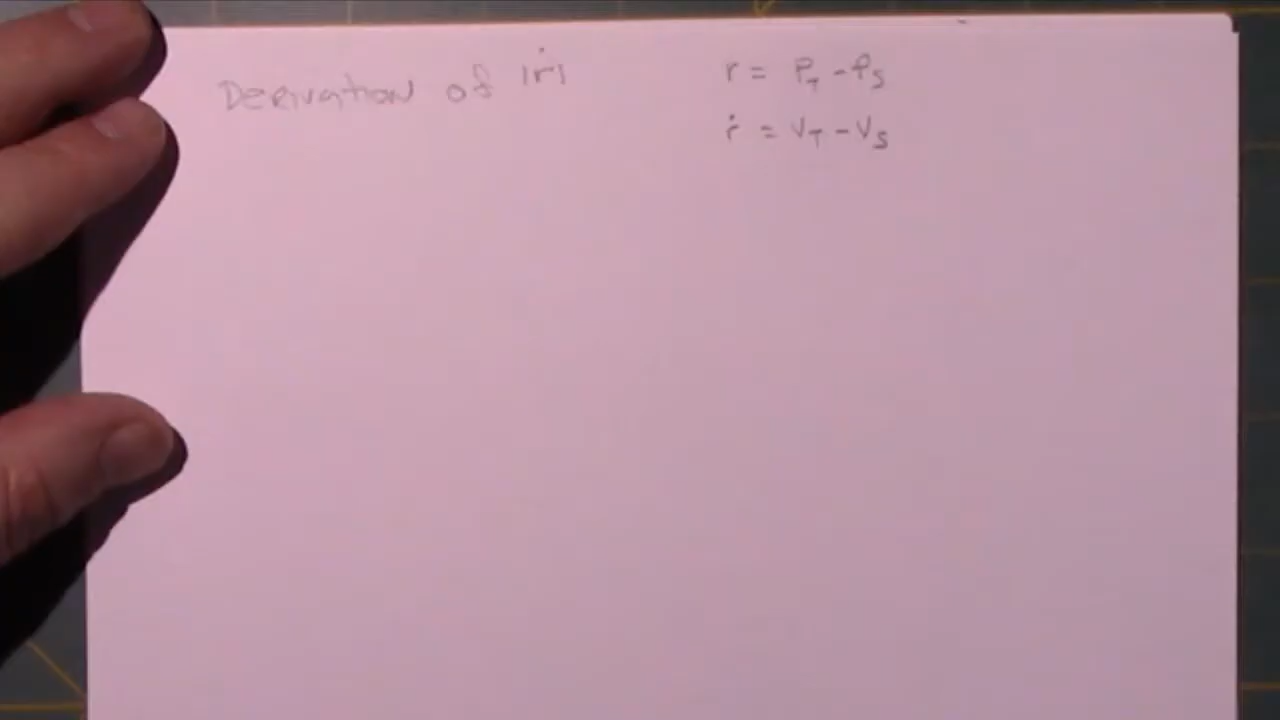 Derivation of |ṙ|
r = P_T - P_S
ṙ = V_T - V_S